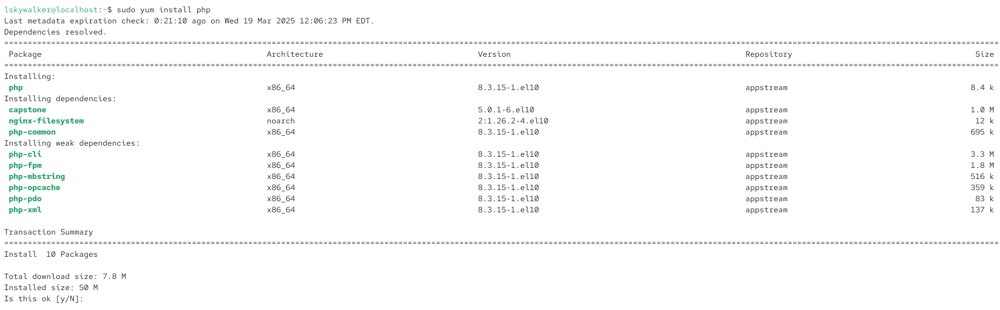 lskywalker@localhost:~$ sudo yum install php
Last metadata expiration check: 0:21:10 ago on Wed 19 Mar 2025 12:06:23 PM EDT.
Dependencies resolved.
================================================================================
Package Architecture Version Repository Size
================================================================================
Installing:
php x86_64 8.3.15-1.el10 appstream 8.4 k
Installing dependencies:
capstone x86_64 5.0.1-6.el10 appstream 1.0 M
nginx-filesystem noarch 2:1.26.2-4.el10 appstream 12 k
php-common x86_64 8.3.15-1.el10 appstream 695 k
Installing weak dependencies:
php-cli x86_64 8.3.15-1.el10 appstream 3.3 M
php-fpm x86_64 8.3.15-1.el10 appstream 1.8 M
php-mbstring x86_64 8.3.15-1.el10 appstream 516 k
php-opcache x86_64 8.3.15-1.el10 appstream 359 k
php-pdo x86_64 8.3.15-1.el10 appstream 83 k
php-xml x86_64 8.3.15-1.el10 appstream 137 k
Transaction Summary
================================================================================
Install  10 Packages
Total download size: 7.8 M
Installed size: 50 M
Is this ok [y/N]: